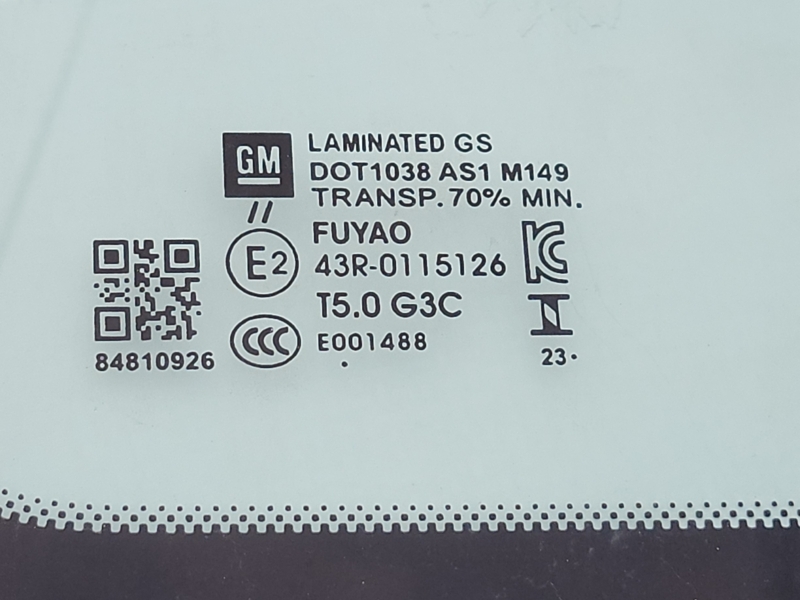 GM
LAMINATED GS
DOT1038 AS1 M149
TRANSP. 70% MIN.
//
FUYAO
E2
43R-0115126
KC
T5.0 G3C
CCC
E001488
84810926
23·